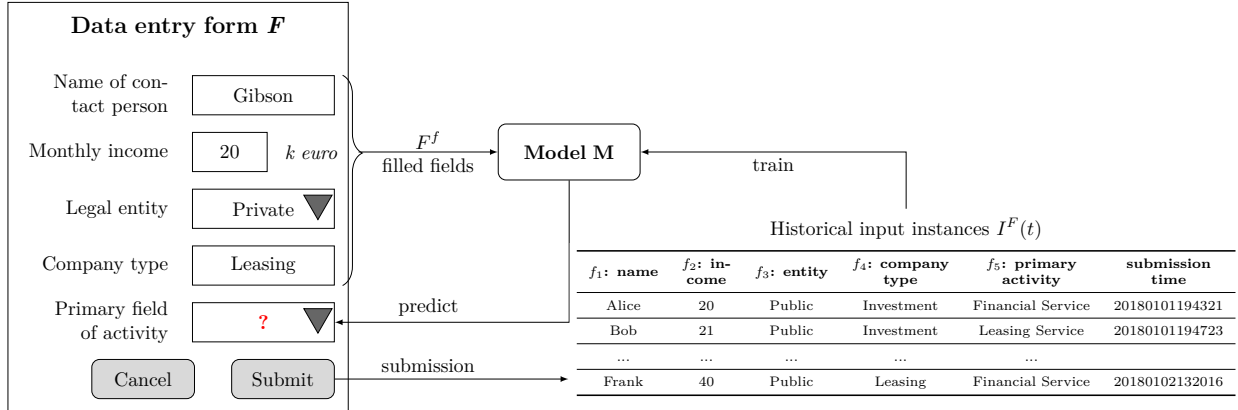 Data entry form F
Name of con-
tact person
Gibson
Monthly income
20
k euro
Legal entity
Private
Company type
Leasing
Primary field
of activity
?
Cancel
Submit
F^f
filled fields
Model M
train
predict
submission
Historical input instances I^F(t)
f₁: name f₂: in-
come f₃: entity f₄: company
type f₅: primary
activity submission
time
Alice 20 Public Investment Financial Service 20180101194321
Bob 21 Public Investment Leasing Service 20180101194723
... ... ... ... ...
Frank 40 Public Leasing Financial Service 20180102132016